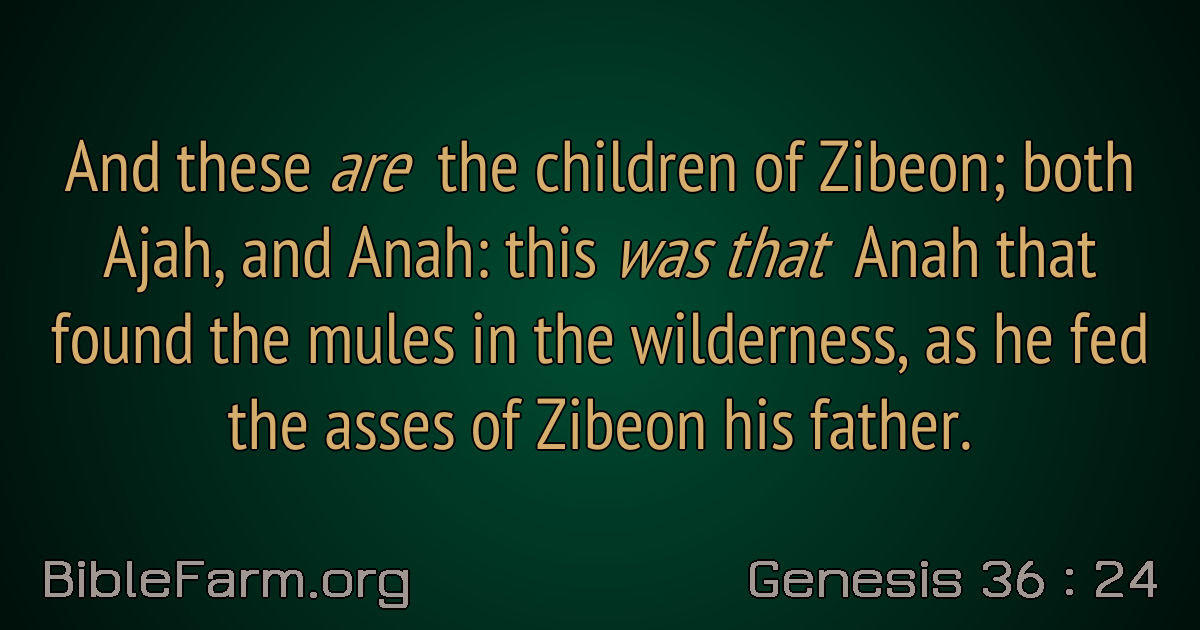 And these are the children of Zibeon; both
Ajah, and Anah: this was that Anah that
found the mules in the wilderness, as he fed
the asses of Zibeon his father.
BibleFarm.org
Genesis 36 : 24